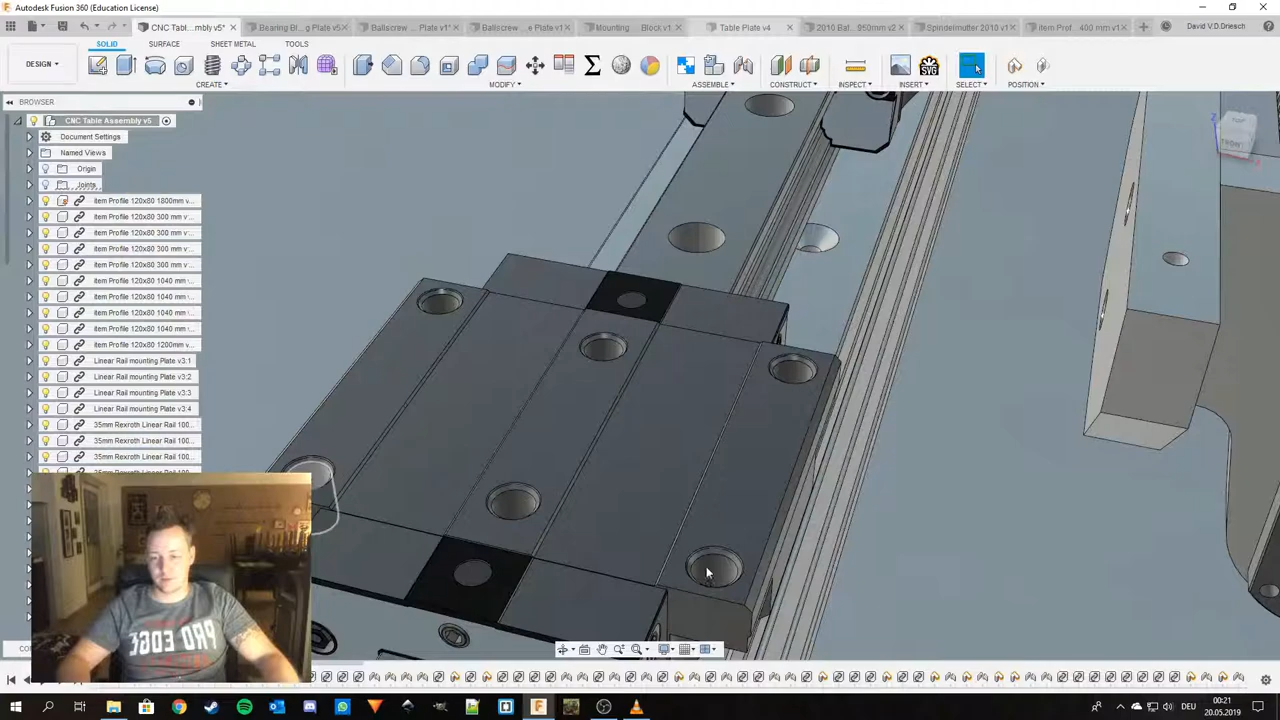 Autodesk Fusion 360 (Education License)
CNC Tabl...mbly v5*
Bearing Bl... Plate v5*
Ballscrew ... Plate v1*
Ballscrew... e Plate v1
Mounting Block v1
Table Plate v4
2010 Ball... 950mm v2
Spindelmutter 2010 v1
item Prof... 400 mm v1
David V.D.Driesch
SOLID SURFACE SHEET METAL TOOLS
DESIGN
CREATE MODIFY ASSEMBLE CONSTRUCT INSPECT INSERT SELECT POSITION
SVG
BROWSER
CNC Table Assembly v5
TOP
FRONT
Document Settings
Named Views
Origin
Joints
item Profile 120x80 1800mm v...
item Profile 120x80 300 mm v...
item Profile 120x80 300 mm v...
item Profile 120x80 300 mm v...
item Profile 120x80 300 mm v...
item Profile 120x80 1040 mm v...
item Profile 120x80 1040 mm v...
item Profile 120x80 1040 mm v...
item Profile 120x80 1040 mm v...
item Profile 120x80 1200mm v...
Linear Rail mounting Plate v3:1
Linear Rail mounting Plate v3:2
Linear Rail mounting Plate v3:3
Linear Rail mounting Plate v3:4
35mm Rexroth Linear Rail 100...
35mm Rexroth Linear Rail 100...
35mm Rexroth Linear Rail 100...
PRO EDGE
DEU
00:21
20.05.2019